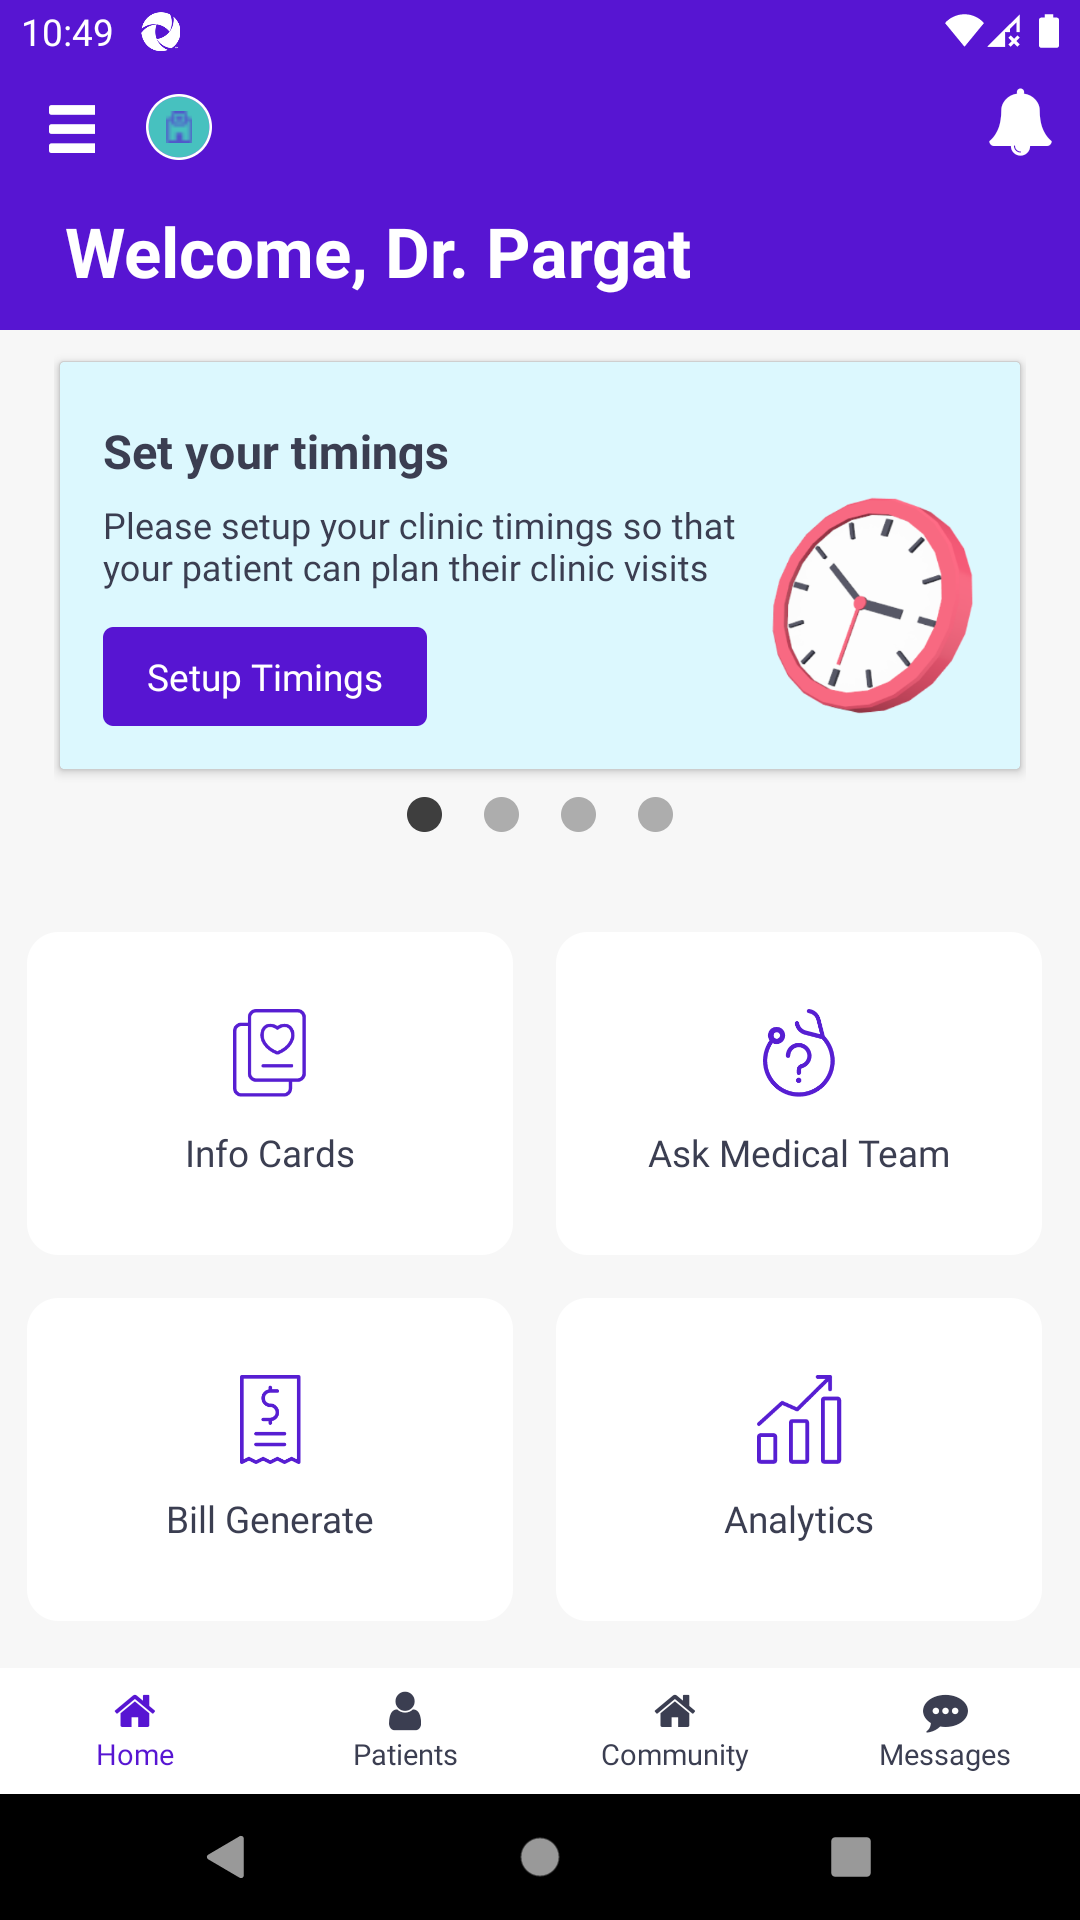 10:49
Welcome, Dr. Pargat
Set your timings
Please setup your clinic timings so that
your patient can plan their clinic visits
Setup Timings
Info Cards
Ask Medical Team
Bill Generate
Analytics
Home
Patients
Community
Messages